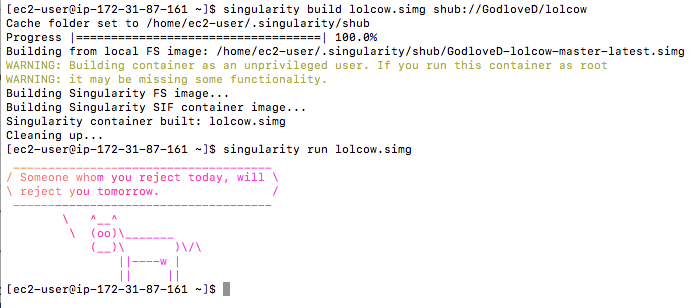 [ec2-user@ip-172-31-87-161 ~]$ singularity build lolcow.simg shub://GodloveD/lolcow
Cache folder set to /home/ec2-user/.singularity/shub
Progress |===================================| 100.0%
Building from local FS image: /home/ec2-user/.singularity/shub/GodloveD-lolcow-master-latest.simg
WARNING: Building container as an unprivileged user. If you run this container as root
WARNING: it may be missing some functionality.
Building Singularity FS image...
Building Singularity SIF container image...
Singularity container built: lolcow.simg
Cleaning up...
[ec2-user@ip-172-31-87-161 ~]$ singularity run lolcow.simg
 _____________________________________
/ Someone whom you reject today, will \
\ reject you tomorrow.                /
 -------------------------------------
        \   ^__^
         \  (oo)\_______
            (__)\       )\/\
                ||----w |
                ||     ||
[ec2-user@ip-172-31-87-161 ~]$